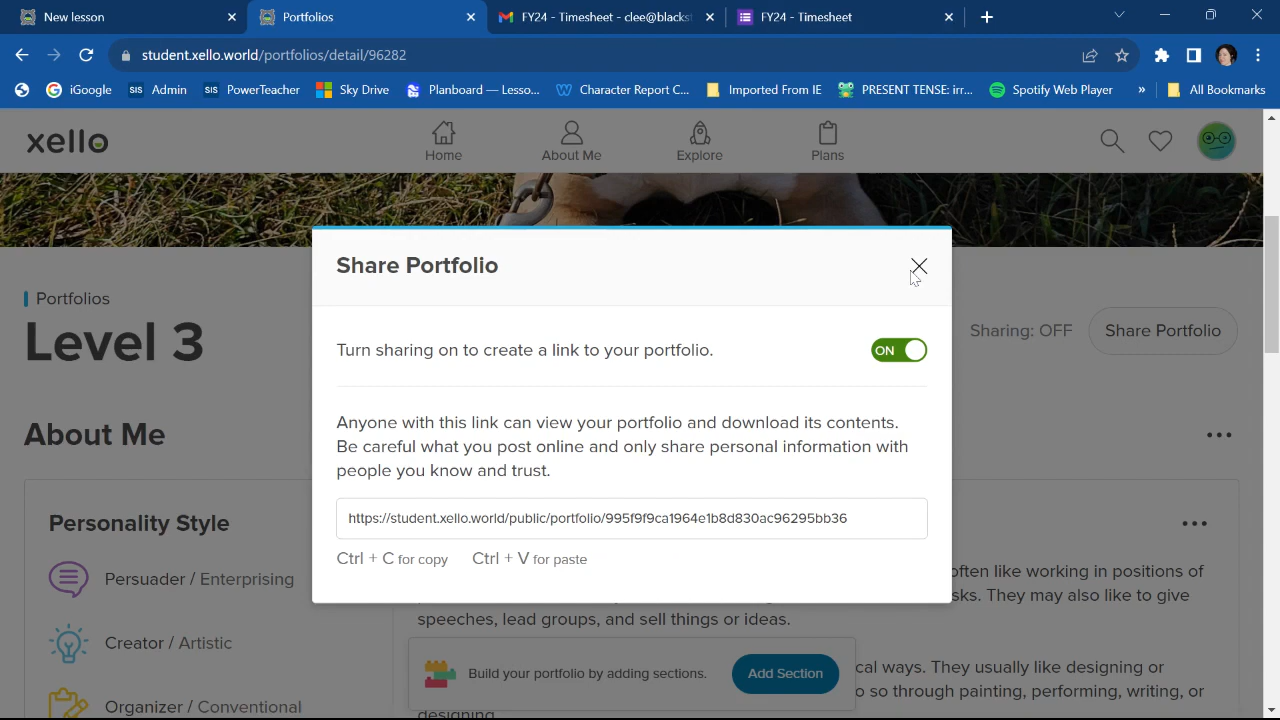 New lesson
Portfolios
FY24 - Timesheet - clee@blackst
FY24 - Timesheet
student.xello.world/portfolios/detail/96282
iGoogle
SIS Admin
SIS PowerTeacher
Sky Drive
Planboard — Lesso...
Character Report C...
Imported From IE
PRESENT TENSE: irr...
Spotify Web Player
»
All Bookmarks
xello
Home
About Me
Explore
Plans
Share Portfolio
Portfolios
Level 3
Sharing: OFF
Share Portfolio
Turn sharing on to create a link to your portfolio.
ON
Anyone with this link can view your portfolio and download its contents.
Be careful what you post online and only share personal information with
people you know and trust.
https://student.xello.world/public/portfolio/995f9f9ca1964e1b8d830ac96295bb36
Ctrl + C for copy Ctrl + V for paste
About Me
Personality Style
Persuader / Enterprising
Creator / Artistic
Organizer / Conventional
often like working in positions of
sks. They may also like to give
speeches, lead groups, and sell things or ideas.
Build your portfolio by adding sections.
Add Section
cal ways. They usually like designing or
o so through painting, performing, writing, or
designing.